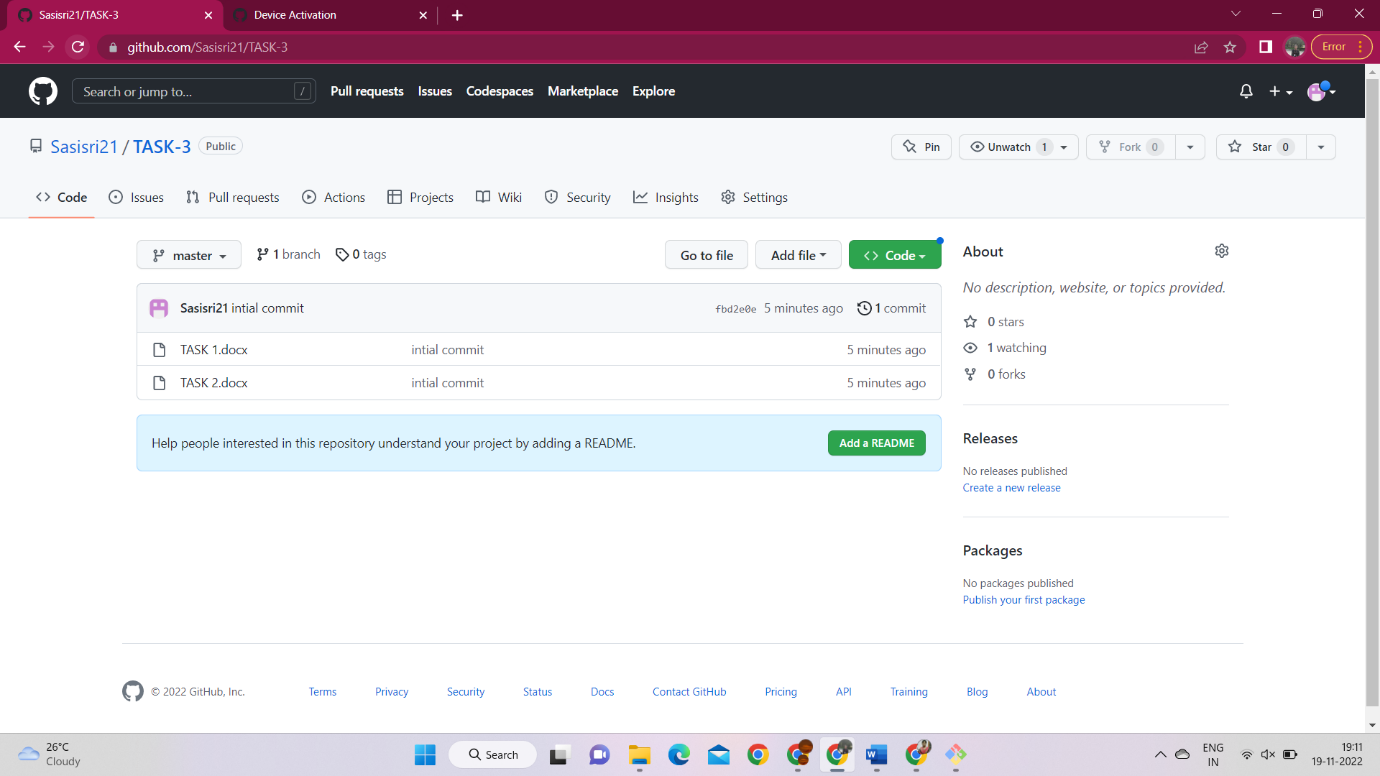 Sasisri21/TASK-3
Device Activation
github.com/Sasisri21/TASK-3
Error
Search or jump to...
/
Pull requests Issues Codespaces Marketplace Explore
Sasisri21 / TASK-3 Public
Pin Unwatch 1 Fork 0 Star 0
Code Issues Pull requests Actions Projects Wiki Security Insights Settings
master 1 branch 0 tags Go to file Add file Code
Sasisri21 intial commit fbd2e0e 5 minutes ago 1 commit
TASK 1.docx intial commit 5 minutes ago
TASK 2.docx intial commit 5 minutes ago
Help people interested in this repository understand your project by adding a README. Add a README
About
No description, website, or topics provided.
0 stars
1 watching
0 forks
Releases
No releases published
Create a new release
Packages
No packages published
Publish your first package
© 2022 GitHub, Inc. Terms Privacy Security Status Docs Contact GitHub Pricing API Training Blog About
26°C
Cloudy
Search
ENG
IN
19:11
19-11-2022